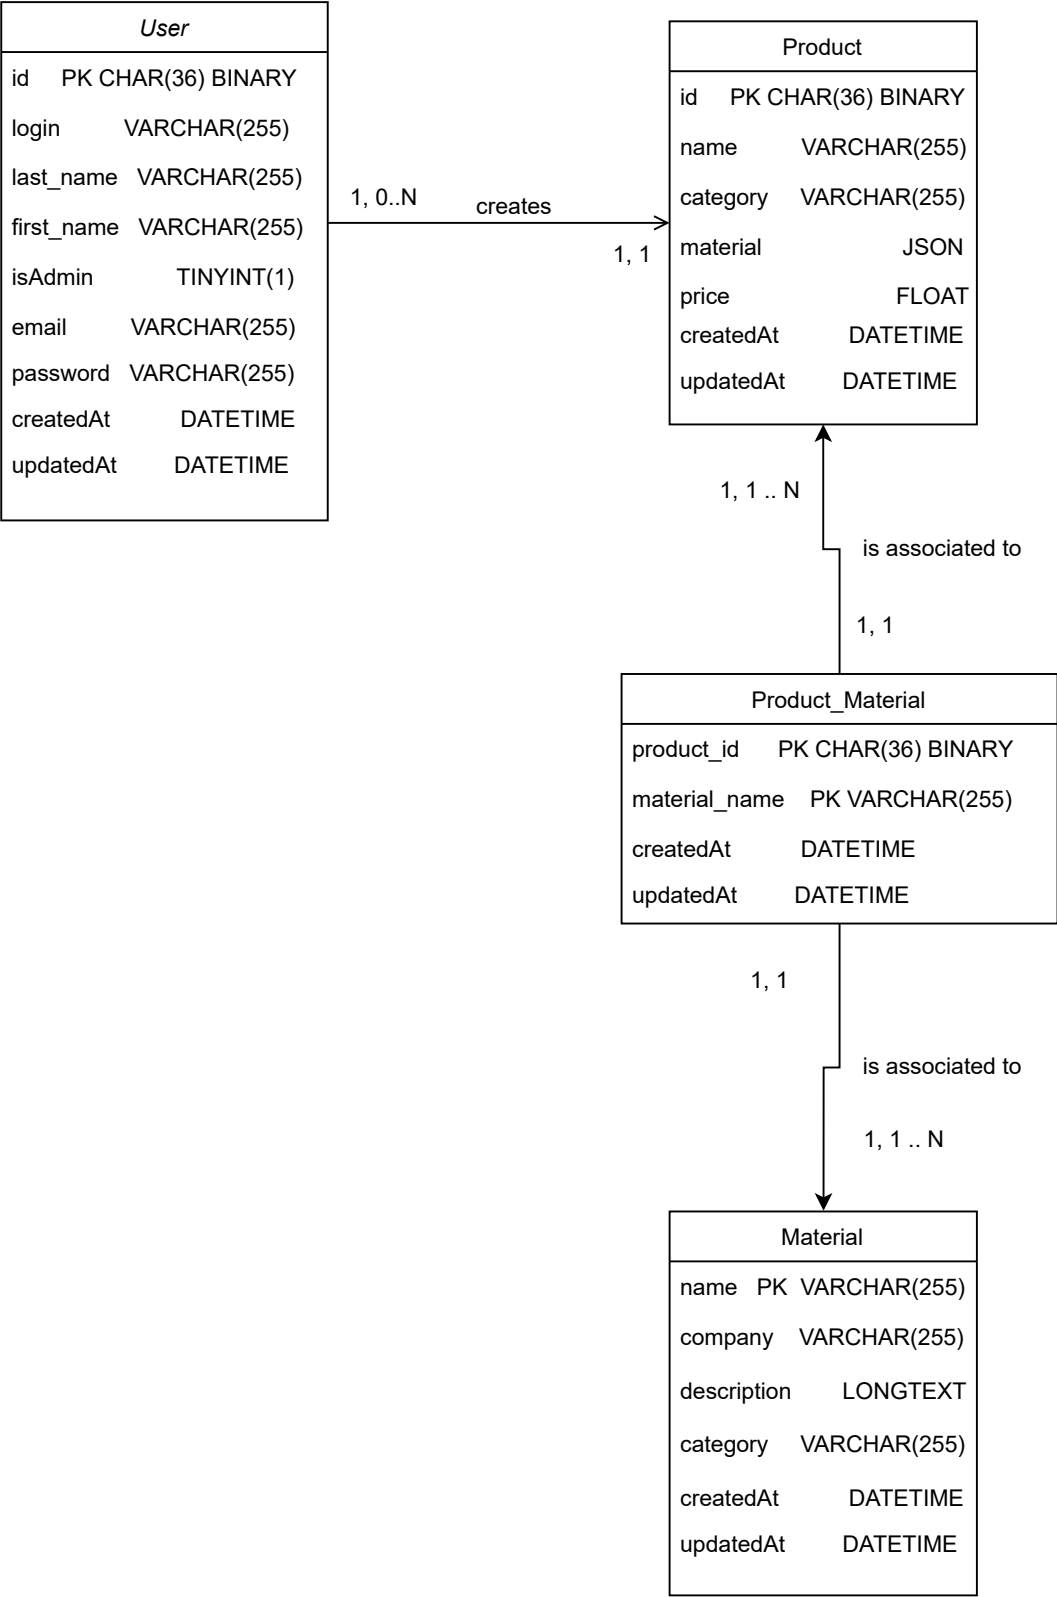 User
id PK CHAR(36) BINARY
login VARCHAR(255)
last_name VARCHAR(255)
first_name VARCHAR(255)
isAdmin TINYINT(1)
email VARCHAR(255)
password VARCHAR(255)
createdAt DATETIME
updatedAt DATETIME
1, 0..N
creates
1, 1
Product
id PK CHAR(36) BINARY
name VARCHAR(255)
category VARCHAR(255)
material JSON
price FLOAT
createdAt DATETIME
updatedAt DATETIME
1, 1 .. N
is associated to
1, 1
Product_Material
product_id PK CHAR(36) BINARY
material_name PK VARCHAR(255)
createdAt DATETIME
updatedAt DATETIME
1, 1
is associated to
1, 1 .. N
Material
name PK VARCHAR(255)
company VARCHAR(255)
description LONGTEXT
category VARCHAR(255)
createdAt DATETIME
updatedAt DATETIME